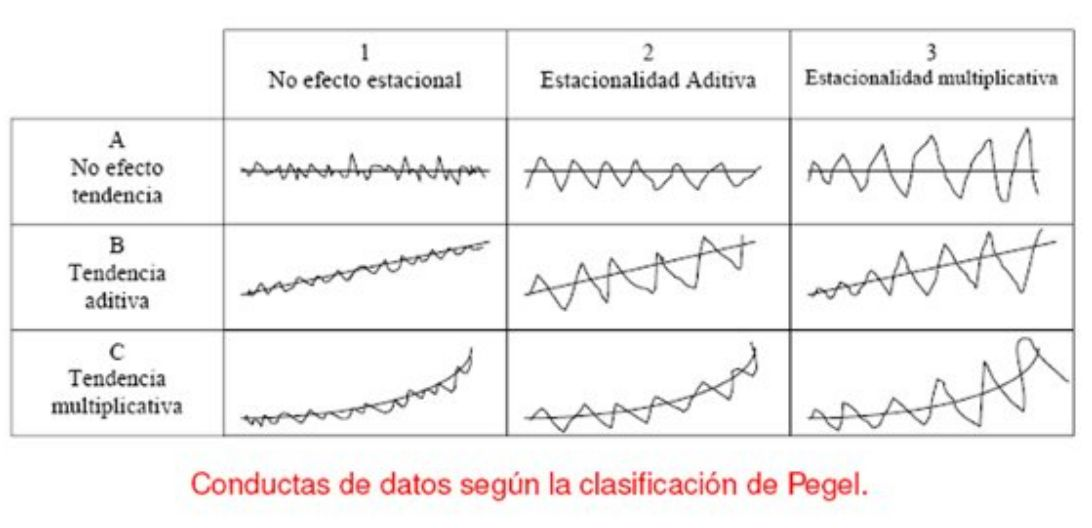 1
No efecto estacional
2
Estacionalidad Aditiva
3
Estacionalidad multiplicativa
A
No efecto
tendencia
B
Tendencia
aditiva
C
Tendencia
multiplicativa
Conductas de datos según la clasificación de Pegel.